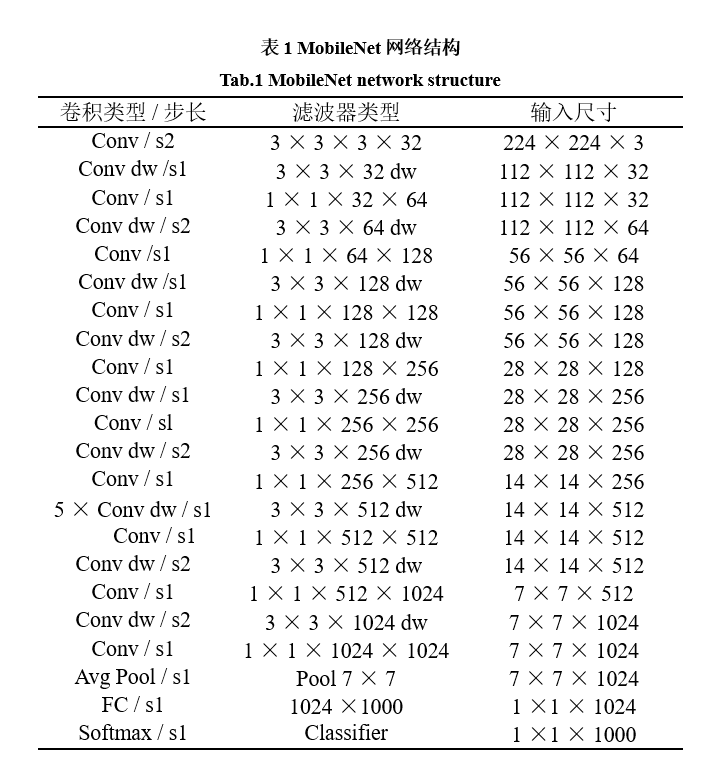 表 1 MobileNet 网络结构
Tab.1 MobileNet network structure
卷积类型 / 步长 滤波器类型 输入尺寸
Conv / s2 3 × 3 × 3 × 32 224 × 224 × 3
Conv dw /s1 3 × 3 × 32 dw 112 × 112 × 32
Conv / s1 1 × 1 × 32 × 64 112 × 112 × 32
Conv dw / s2 3 × 3 × 64 dw 112 × 112 × 64
Conv /s1 1 × 1 × 64 × 128 56 × 56 × 64
Conv dw /s1 3 × 3 × 128 dw 56 × 56 × 128
Conv / s1 1 × 1 × 128 × 128 56 × 56 × 128
Conv dw / s2 3 × 3 × 128 dw 56 × 56 × 128
Conv / s1 1 × 1 × 128 × 256 28 × 28 × 128
Conv dw / s1 3 × 3 × 256 dw 28 × 28 × 256
Conv / sl 1 × 1 × 256 × 256 28 × 28 × 256
Conv dw / s2 3 × 3 × 256 dw 28 × 28 × 256
Conv / s1 1 × 1 × 256 × 512 14 × 14 × 256
5 × Conv dw / s1 3 × 3 × 512 dw 14 × 14 × 512
Conv / s1 1 × 1 × 512 × 512 14 × 14 × 512
Conv dw / s2 3 × 3 × 512 dw 14 × 14 × 512
Conv / s1 1 × 1 × 512 × 1024 7 × 7 × 512
Conv dw / s2 3 × 3 × 1024 dw 7 × 7 × 1024
Conv / s1 1 × 1 × 1024 × 1024 7 × 7 × 1024
Avg Pool / s1 Pool 7 × 7 7 × 7 × 1024
FC / s1 1024 ×1000 1 ×1 × 1024
Softmax / s1 Classifier 1 ×1 × 1000